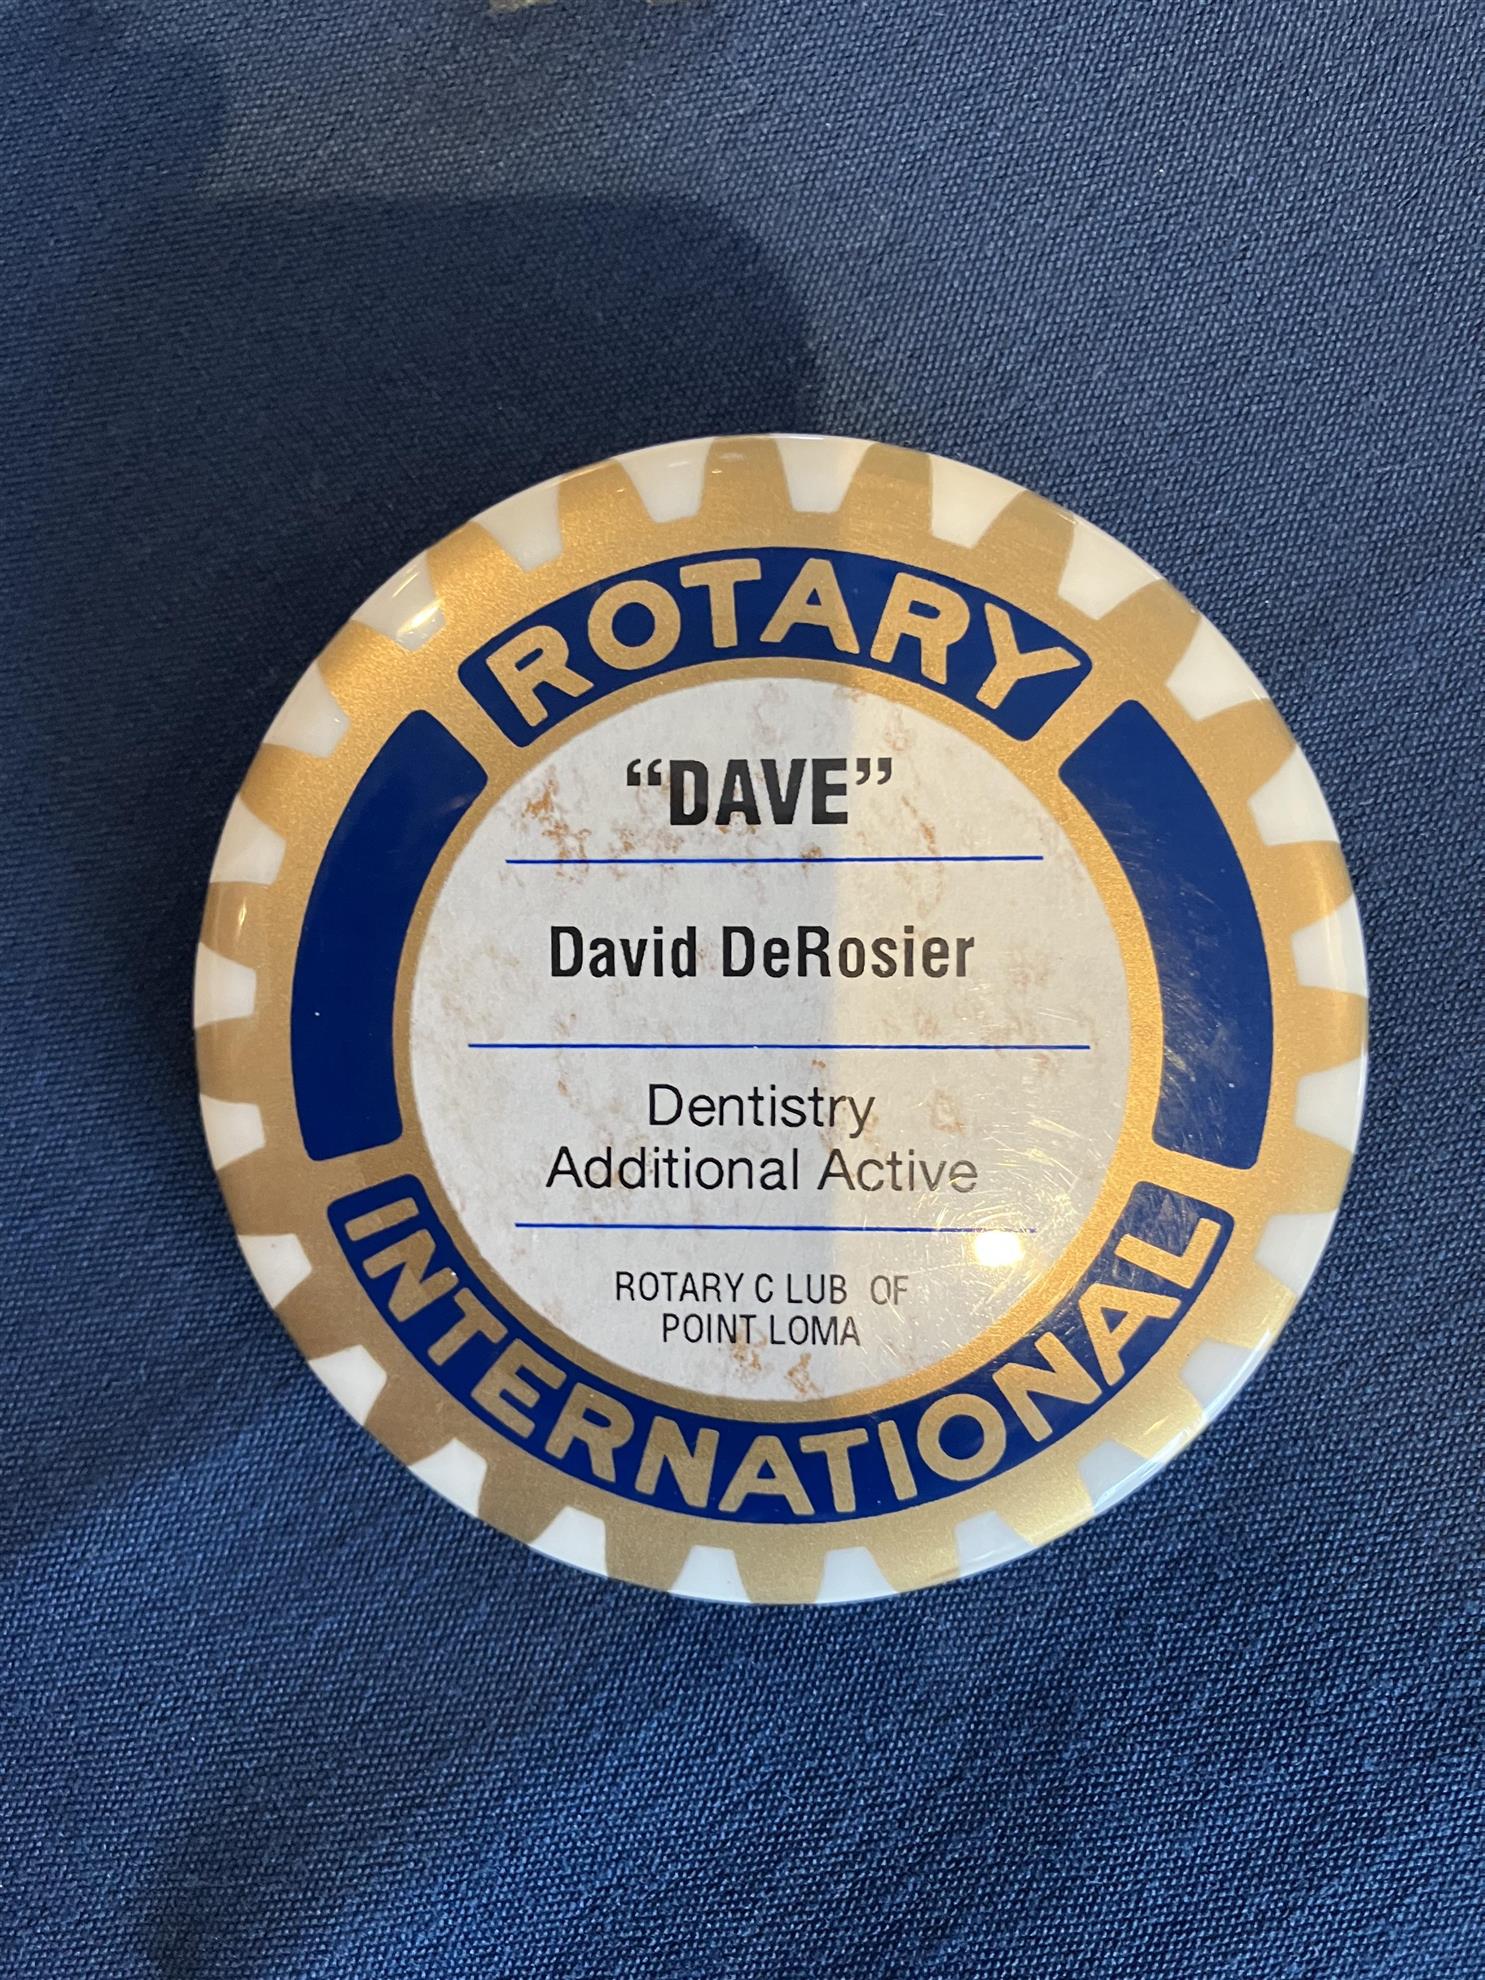 ROTARY
“DAVE”
David DeRosier
Dentistry
Additional Active
ROTARY C LUB OF
POINT LOMA
INTERNATIONAL